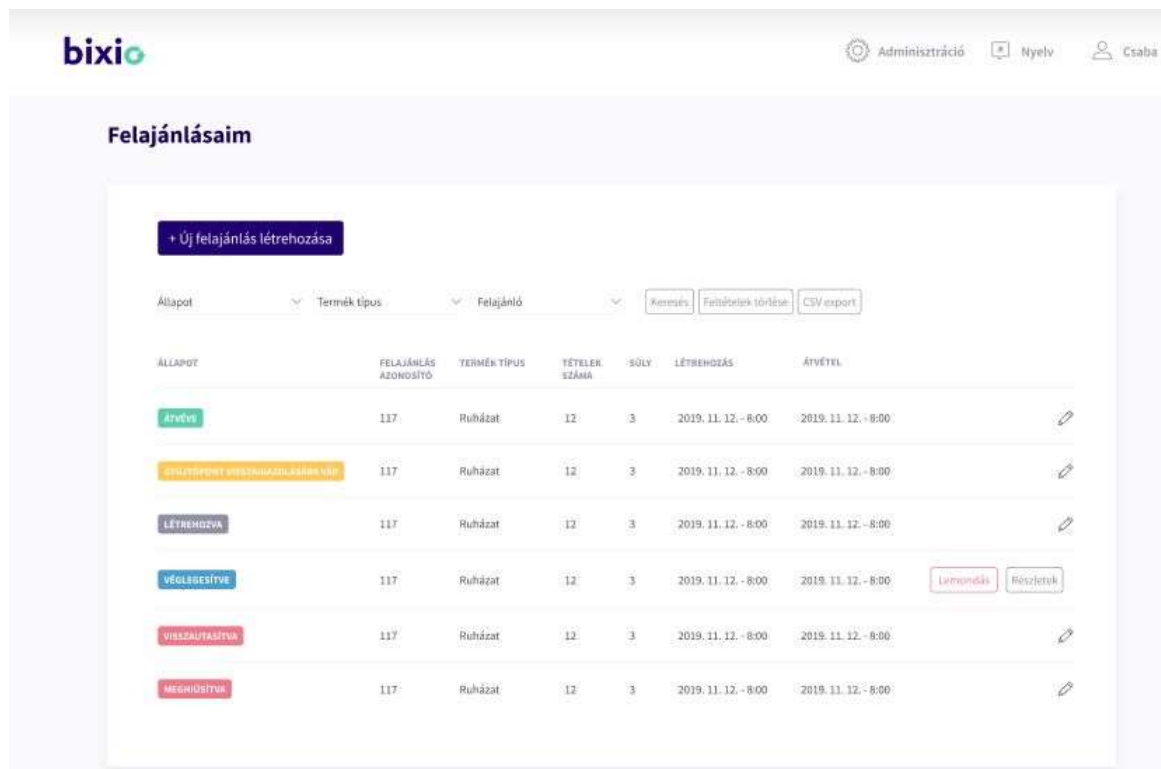 bixio
Adminisztráció Nyelv Csaba
Felajánlásaim
+ Új felajánlás létrehozása
Állapot Termék típus Felajánló Keresés Feltételek törlése CSV export
ÁLLAPOT FELAJÁNLÁS AZONOSÍTÓ TERMÉK TÍPUS TÉTELEK SZÁMA SÚLY LÉTREHOZÁS ÁTVÉTEL
ÁTVÉVE 117 Ruházat 12 3 2019. 11. 12. - 8:00 2019. 11. 12. - 8:00
GYŰJTŐPONT VISSZAIGAZOLÁSÁRA VÁR 117 Ruházat 12 3 2019. 11. 12. - 8:00 2019. 11. 12. - 8:00
LÉTREHOZVA 117 Ruházat 12 3 2019. 11. 12. - 8:00 2019. 11. 12. - 8:00
VÉGLEGESÍTVE 117 Ruházat 12 3 2019. 11. 12. - 8:00 2019. 11. 12. - 8:00 Lemondás Részletek
VISSZAUTASÍTVA 117 Ruházat 12 3 2019. 11. 12. - 8:00 2019. 11. 12. - 8:00
MEGHIÚSÍTVA 117 Ruházat 12 3 2019. 11. 12. - 8:00 2019. 11. 12. - 8:00